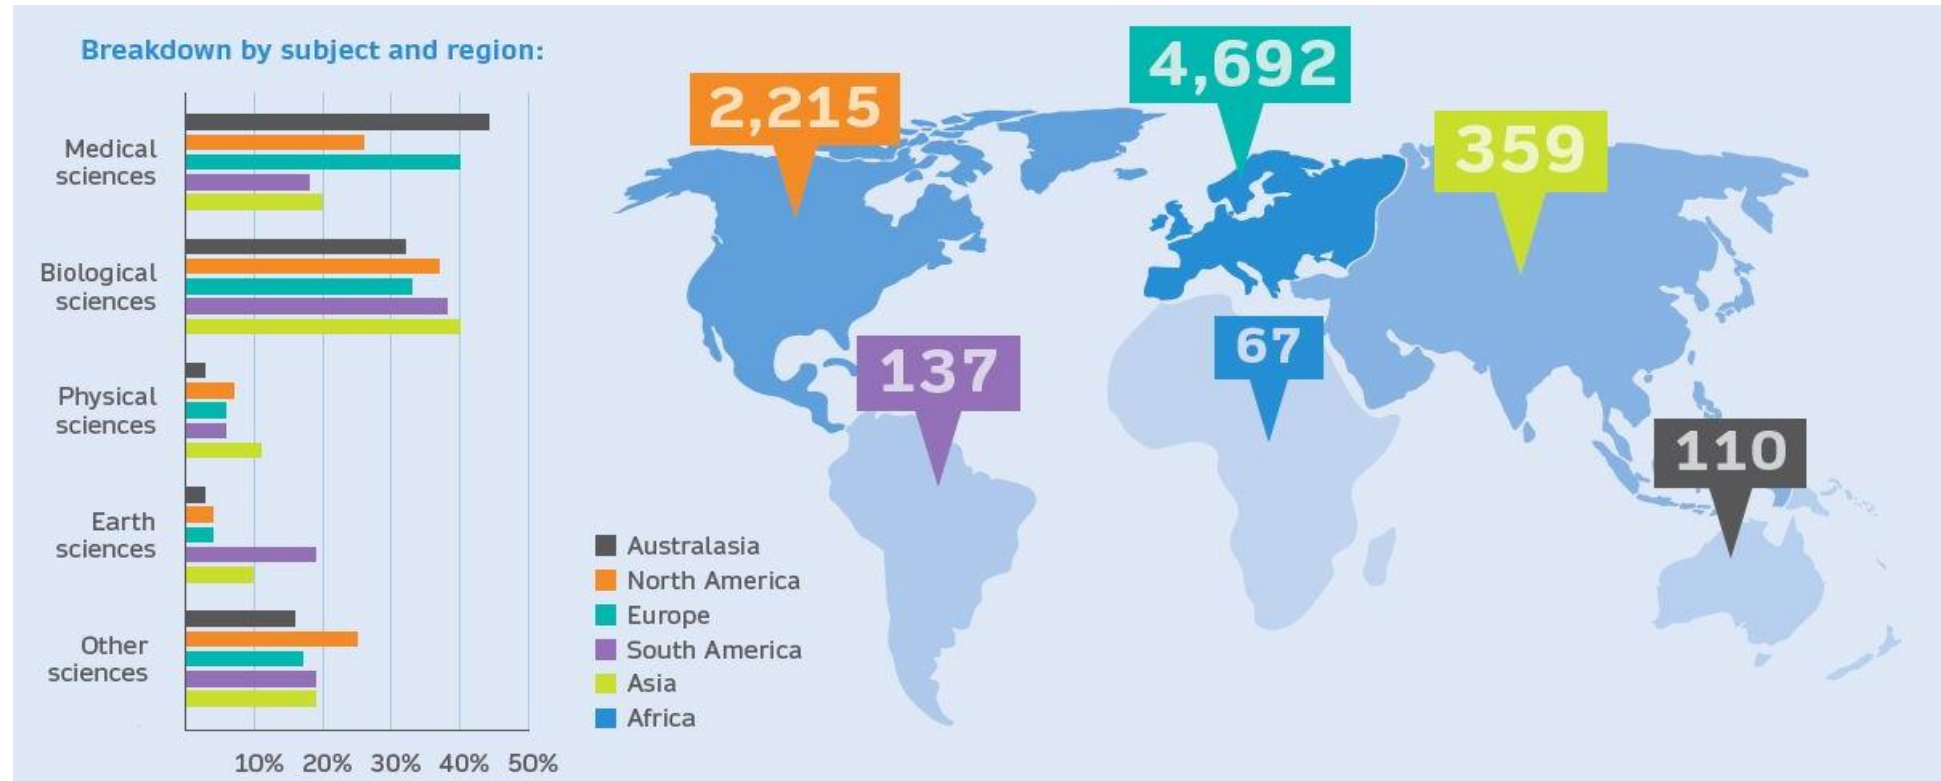 Breakdown by subject and region:
Medical
sciences
Biological
sciences
Physical
sciences
Earth
sciences
Other
sciences
10% 20% 30% 40% 50%
Australasia
North America
Europe
South America
Asia
Africa
2,215
4,692
359
137
67
110